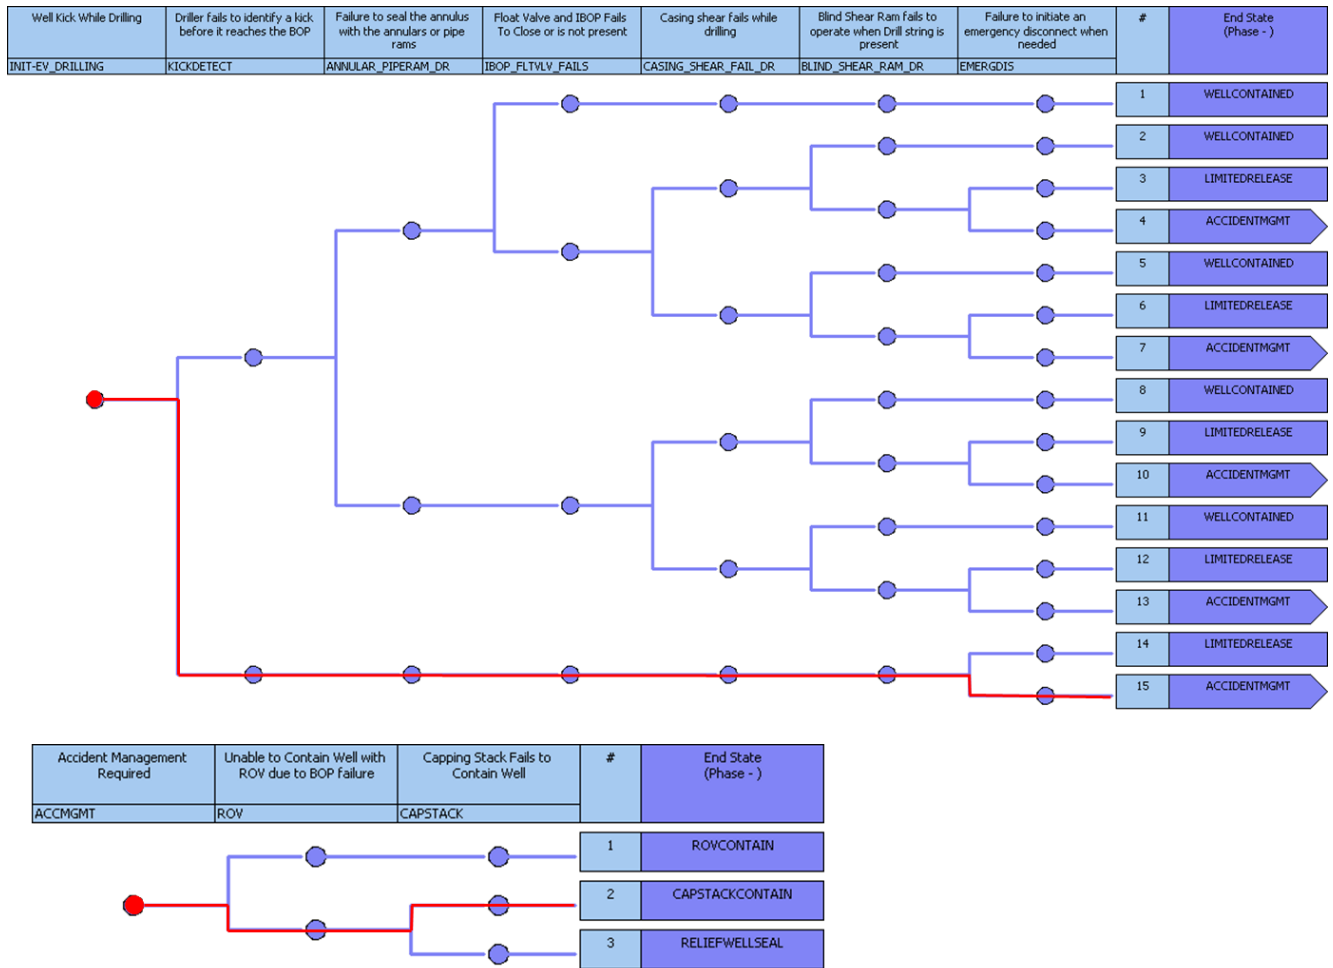 Well Kick While Drilling
Driller fails to identify a kick
before it reaches the BOP
Failure to seal the annulus
with the annulars or pipe
rams
Float Valve and IBOP Fails
To Close or is not present
Casing shear fails while
drilling
Blind Shear Ram fails to
operate when Drill string is
present
Failure to initiate an
emergency disconnect when
needed
#
End State
(Phase - )
INIT-EV_DRILLING
KICKDETECT
ANNULAR_PIPERAM_DR
IBOP_FLTVLV_FAILS
CASING_SHEAR_FAIL_DR
BLIND_SHEAR_RAM_DR
EMERGDIS
1 WELLCONTAINED
2 WELLCONTAINED
3 LIMITEDRELEASE
4 ACCIDENTMGMT
5 WELLCONTAINED
6 LIMITEDRELEASE
7 ACCIDENTMGMT
8 WELLCONTAINED
9 LIMITEDRELEASE
10 ACCIDENTMGMT
11 WELLCONTAINED
12 LIMITEDRELEASE
13 ACCIDENTMGMT
14 LIMITEDRELEASE
15 ACCIDENTMGMT
Accident Management
Required
Unable to Contain Well with
ROV due to BOP failure
Capping Stack Fails to
Contain Well
#
End State
(Phase - )
ACCMGMT
ROV
CAPSTACK
1 ROVCONTAIN
2 CAPSTACKCONTAIN
3 RELIEFWELLSEAL